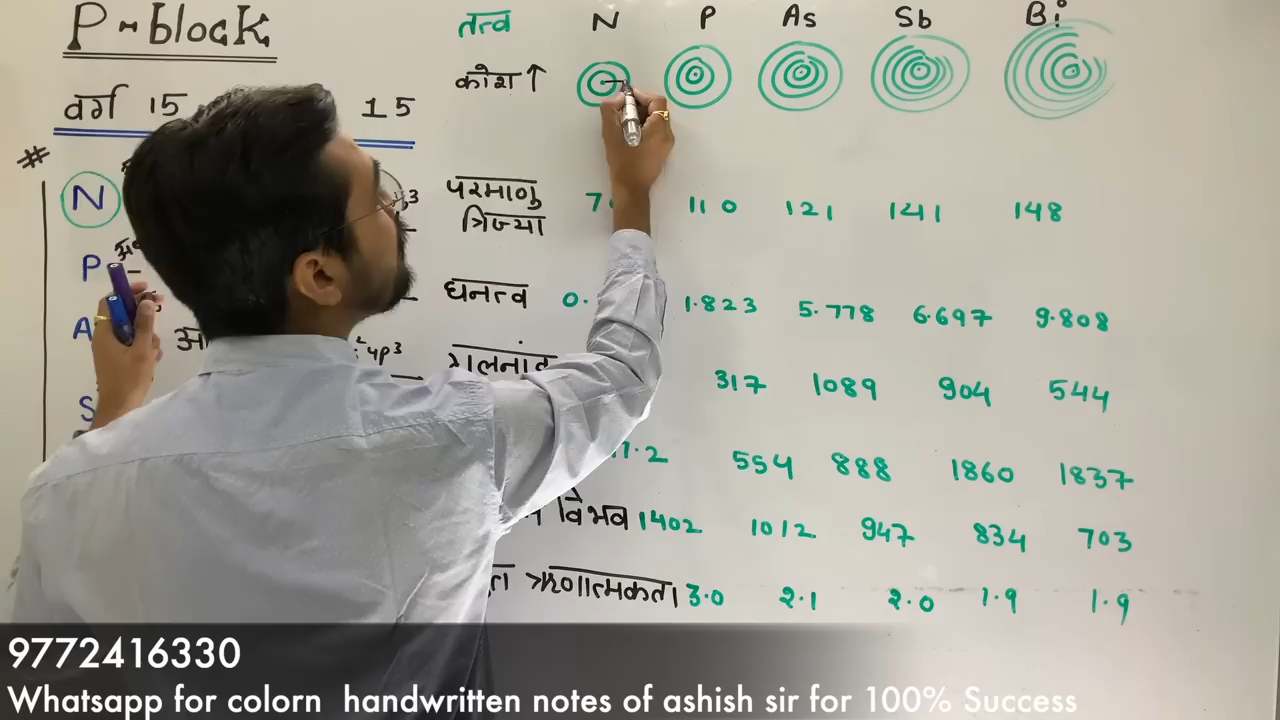 P-block
तत्व N P As Sb Bi
कोश ↑
वर्ग 15 15
#
N
परमाणु 110 121 141 148
त्रिज्या
P
घनत्व 0. 1.823 5.778 6.697 9.808
A
4p³
गलनांक 317 1089 904 544
S
554 888 1860 1837
विभव 1402 1012 947 834 703
ऋणात्मकता 3.0 2.1 2.0 1.9 1.9
9772416330
Whatsapp for colorn handwritten notes of ashish sir for 100% Success